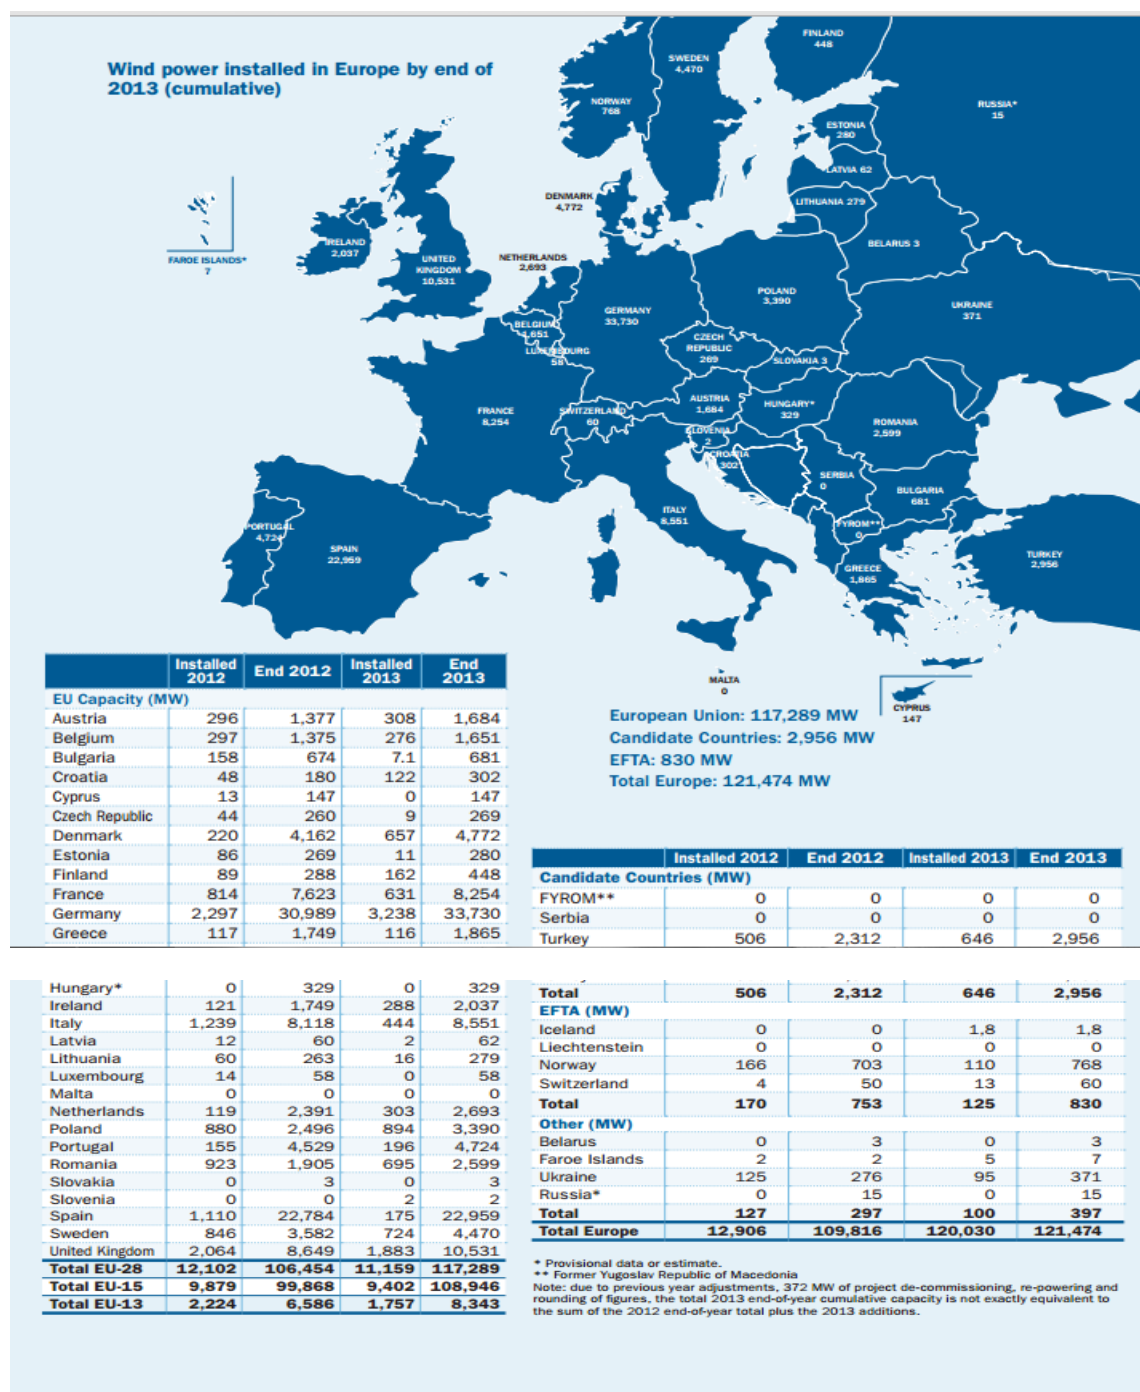 Wind power installed in Europe by end of
2013 (cumulative)
FINLAND
448
SWEDEN
4,470
NORWAY
768
RUSSIA*
15
ESTONIA
280
LATVIA 62
LITHUANIA 279
DENMARK
4,772
BELARUS 3
FAROE ISLANDS*
7
IRELAND
2,037
UNITED
KINGDOM
10,531
NETHERLANDS
2,693
POLAND
3,390
UKRAINE
371
GERMANY
33,730
BELGIUM
1,651
LUXEMBOURG
58
CZECH
REPUBLIC
269
SLOVAKIA 3
FRANCE
8,254
SWITZERLAND
60
AUSTRIA
1,684
HUNGARY*
329
ROMANIA
2,599
SLOVENIA
2
CROATIA
302
SERBIA
0
BULGARIA
681
ITALY
8,551
FYROM**
0
PORTUGAL
4,724
SPAIN
22,959
GREECE
1,865
TURKEY
2,956
MALTA
0
CYPRUS
147
European Union: 117,289 MW
Candidate Countries: 2,956 MW
EFTA: 830 MW
Total Europe: 121,474 MW
Installed 2012 End 2012 Installed 2013 End 2013
EU Capacity (MW)
Austria 296 1,377 308 1,684
Belgium 297 1,375 276 1,651
Bulgaria 158 674 7.1 681
Croatia 48 180 122 302
Cyprus 13 147 0 147
Czech Republic 44 260 9 269
Denmark 220 4,162 657 4,772
Estonia 86 269 11 280
Finland 89 288 162 448
France 814 7,623 631 8,254
Germany 2,297 30,989 3,238 33,730
Greece 117 1,749 116 1,865
Hungary* 0 329 0 329
Ireland 121 1,749 288 2,037
Italy 1,239 8,118 444 8,551
Latvia 12 60 2 62
Lithuania 60 263 16 279
Luxembourg 14 58 0 58
Malta 0 0 0 0
Netherlands 119 2,391 303 2,693
Poland 880 2,496 894 3,390
Portugal 155 4,529 196 4,724
Romania 923 1,905 695 2,599
Slovakia 0 3 0 3
Slovenia 0 0 2 2
Spain 1,110 22,784 175 22,959
Sweden 846 3,582 724 4,470
United Kingdom 2,064 8,649 1,883 10,531
Total EU-28 12,102 106,454 11,159 117,289
Total EU-15 9,879 99,868 9,402 108,946
Total EU-13 2,224 6,586 1,757 8,343
Installed 2012 End 2012 Installed 2013 End 2013
Candidate Countries (MW)
FYROM** 0 0 0 0
Serbia 0 0 0 0
Turkey 506 2,312 646 2,956
Total 506 2,312 646 2,956
EFTA (MW)
Iceland 0 0 1,8 1,8
Liechtenstein 0 0 0 0
Norway 166 703 110 768
Switzerland 4 50 13 60
Total 170 753 125 830
Other (MW)
Belarus 0 3 0 3
Faroe Islands 2 2 5 7
Ukraine 125 276 95 371
Russia* 0 15 0 15
Total 127 297 100 397
Total Europe 12,906 109,816 120,030 121,474
* Provisional data or estimate.
** Former Yugoslav Republic of Macedonia
Note: due to previous year adjustments, 372 MW of project de-commissioning, re-powering and
rounding of figures, the total 2013 end-of-year cumulative capacity is not exactly equivalent to
the sum of the 2012 end-of-year total plus the 2013 additions.